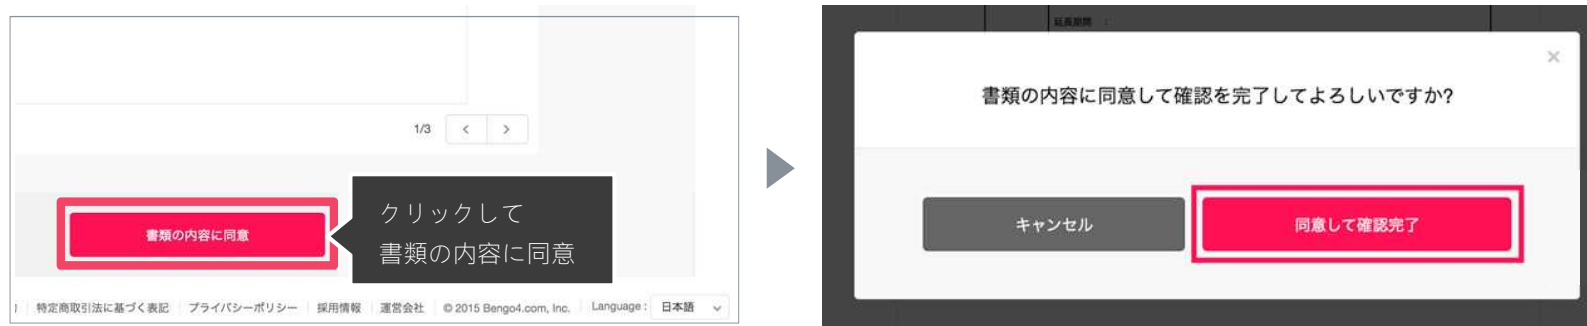 1/3
< >
書類の内容に同意
クリックして
書類の内容に同意
特定商取引法に基づく表記 プライバシーポリシー 採用情報 運営会社 © 2015 Bengo4.com, Inc. Language : 日本語
延長期間 :
×
書類の内容に同意して確認を完了してよろしいですか?
キャンセル 同意して確認完了